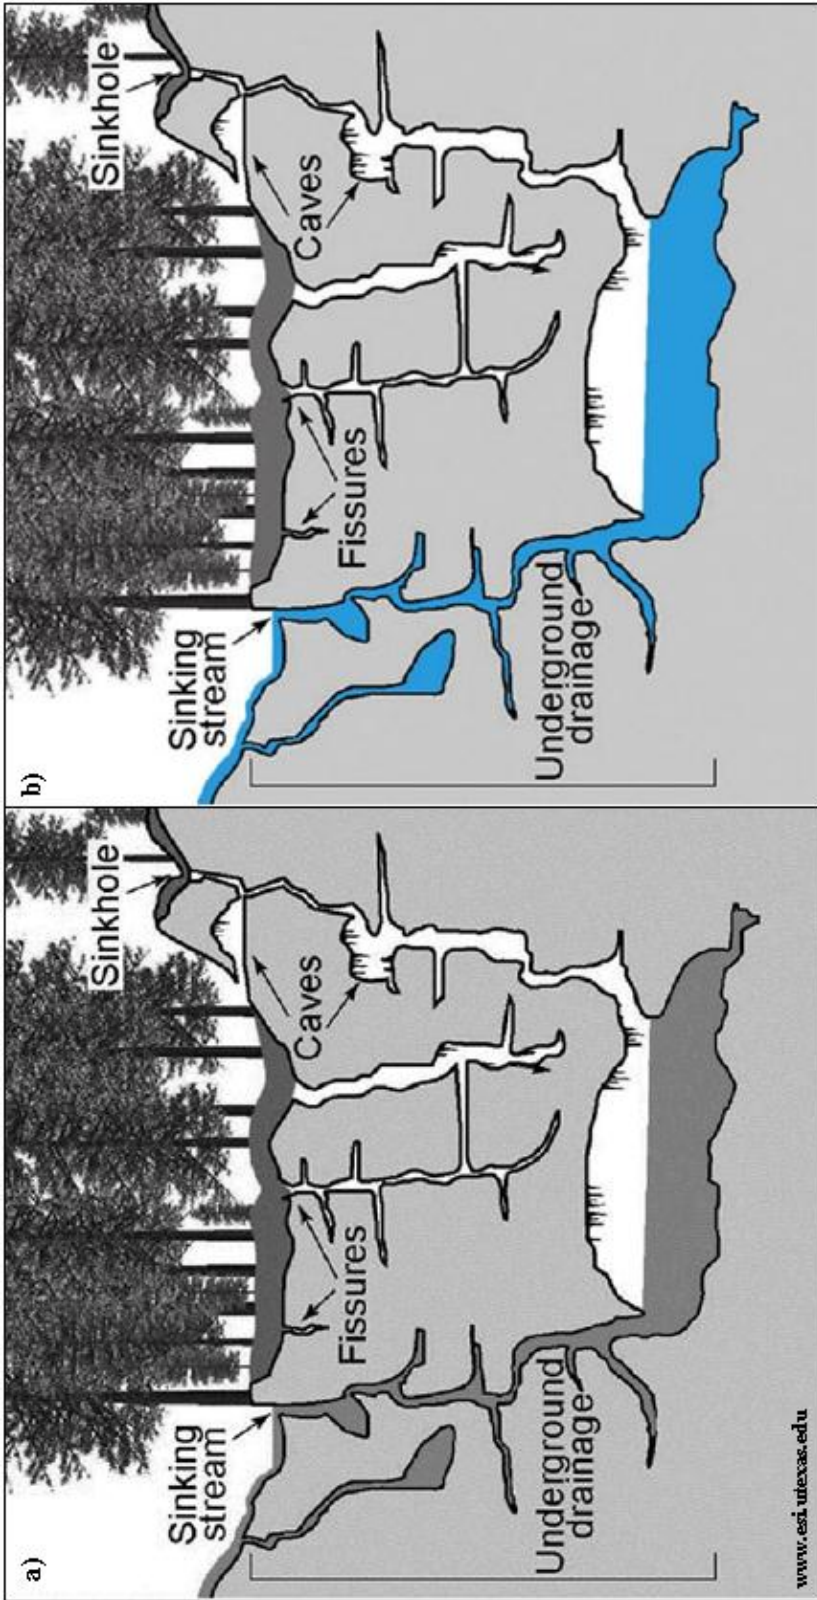 a)
Sinkhole
Sinking
stream
Fissures
Caves
Underground
drainage
www.esi.utexas.edu
b)
Sinkhole
Sinking
stream
Fissures
Caves
Underground
drainage